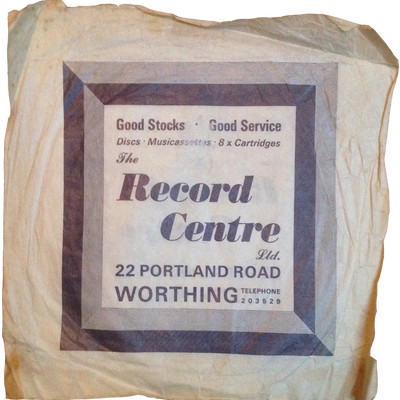 Good Stocks · Good Service
Discs · Musicassettes · 8 x Cartridges
The
Record
Centre
Ltd.
22 PORTLAND ROAD
WORTHING TELEPHONE
203529